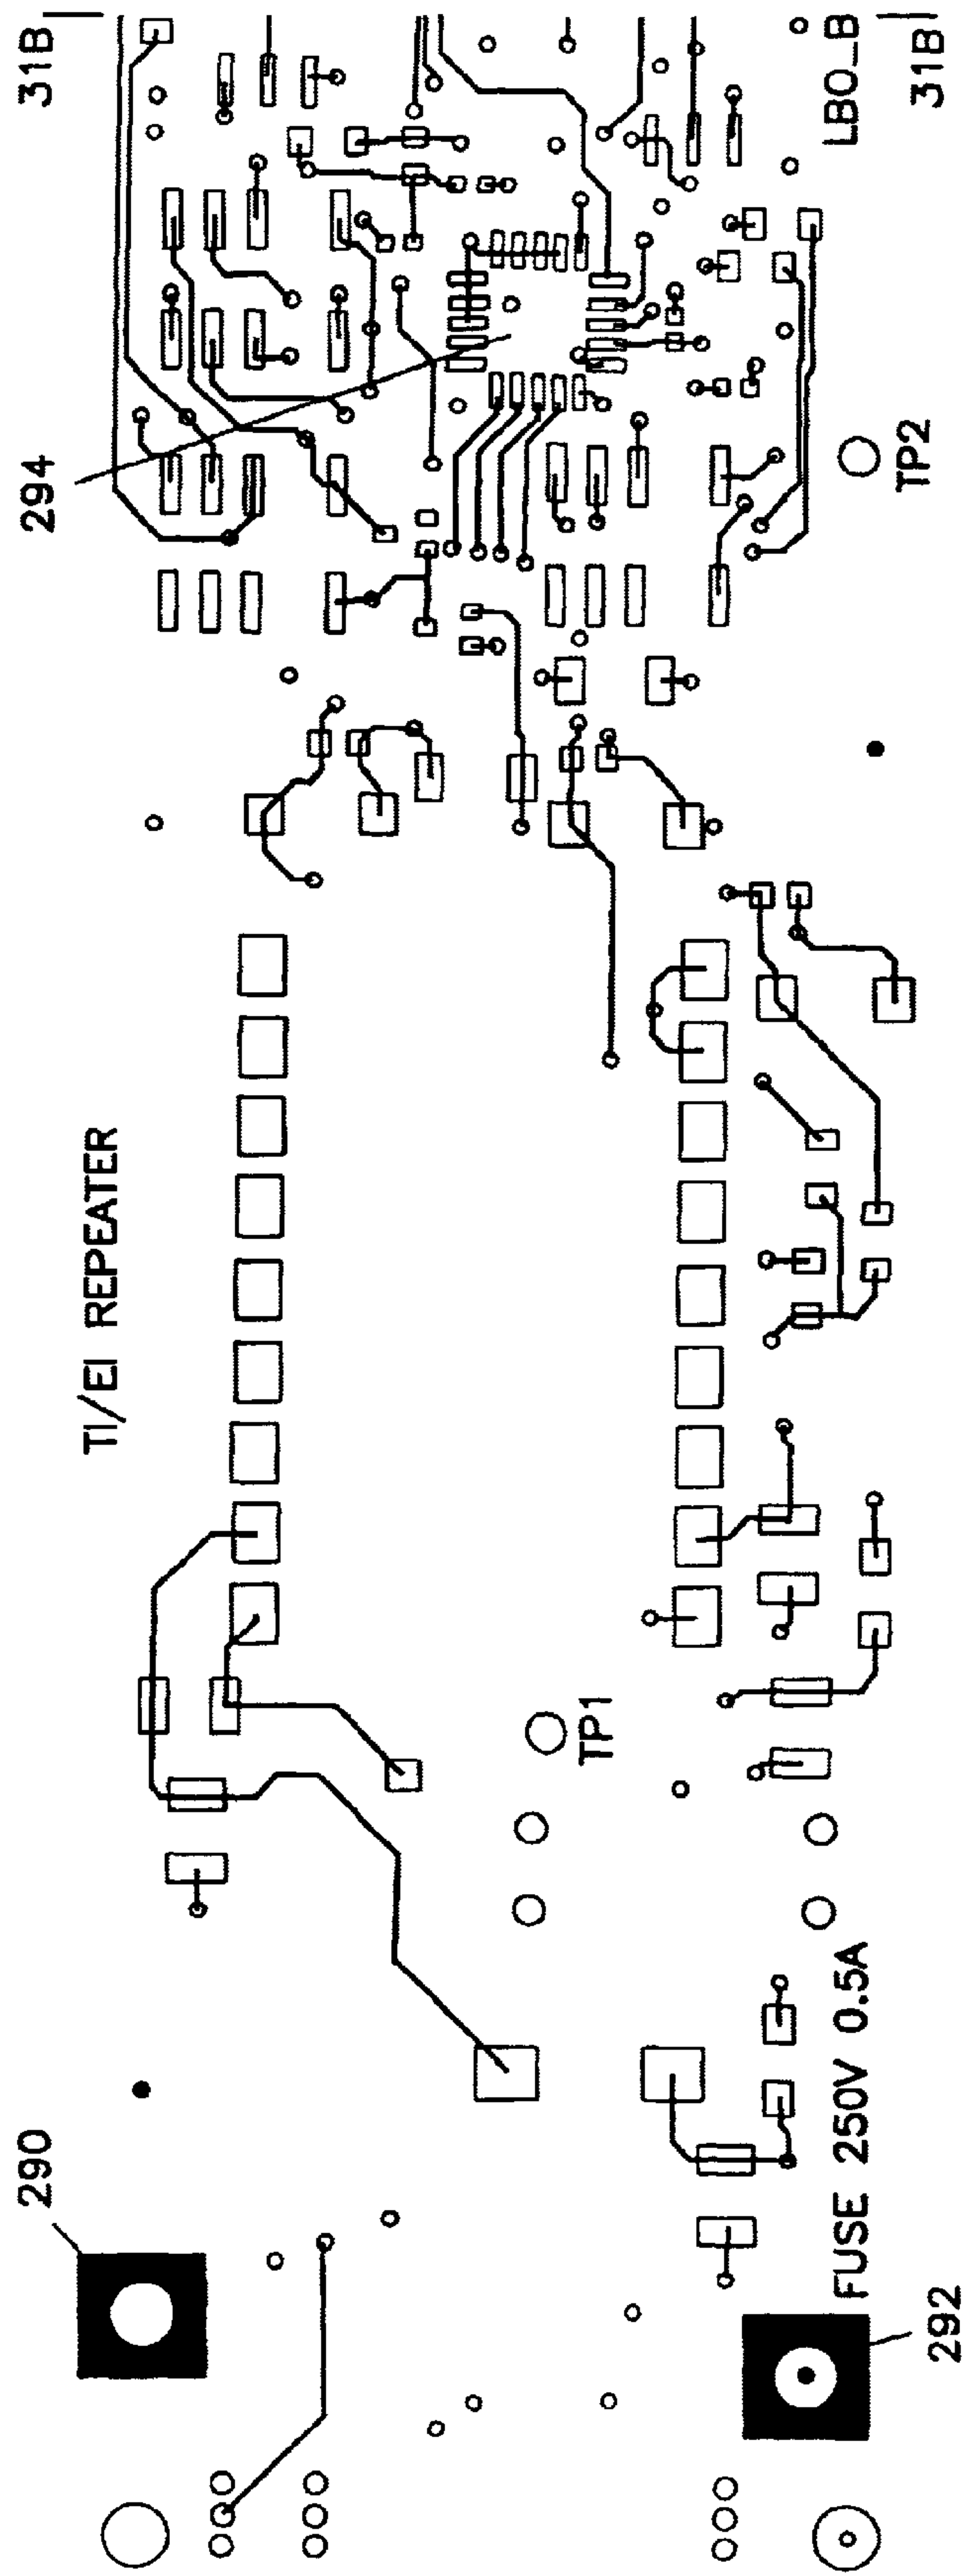 31B
31B
LBO_B
294
TP2
TI/EI REPEATER
TP1
290
FUSE 250V 0.5A
292